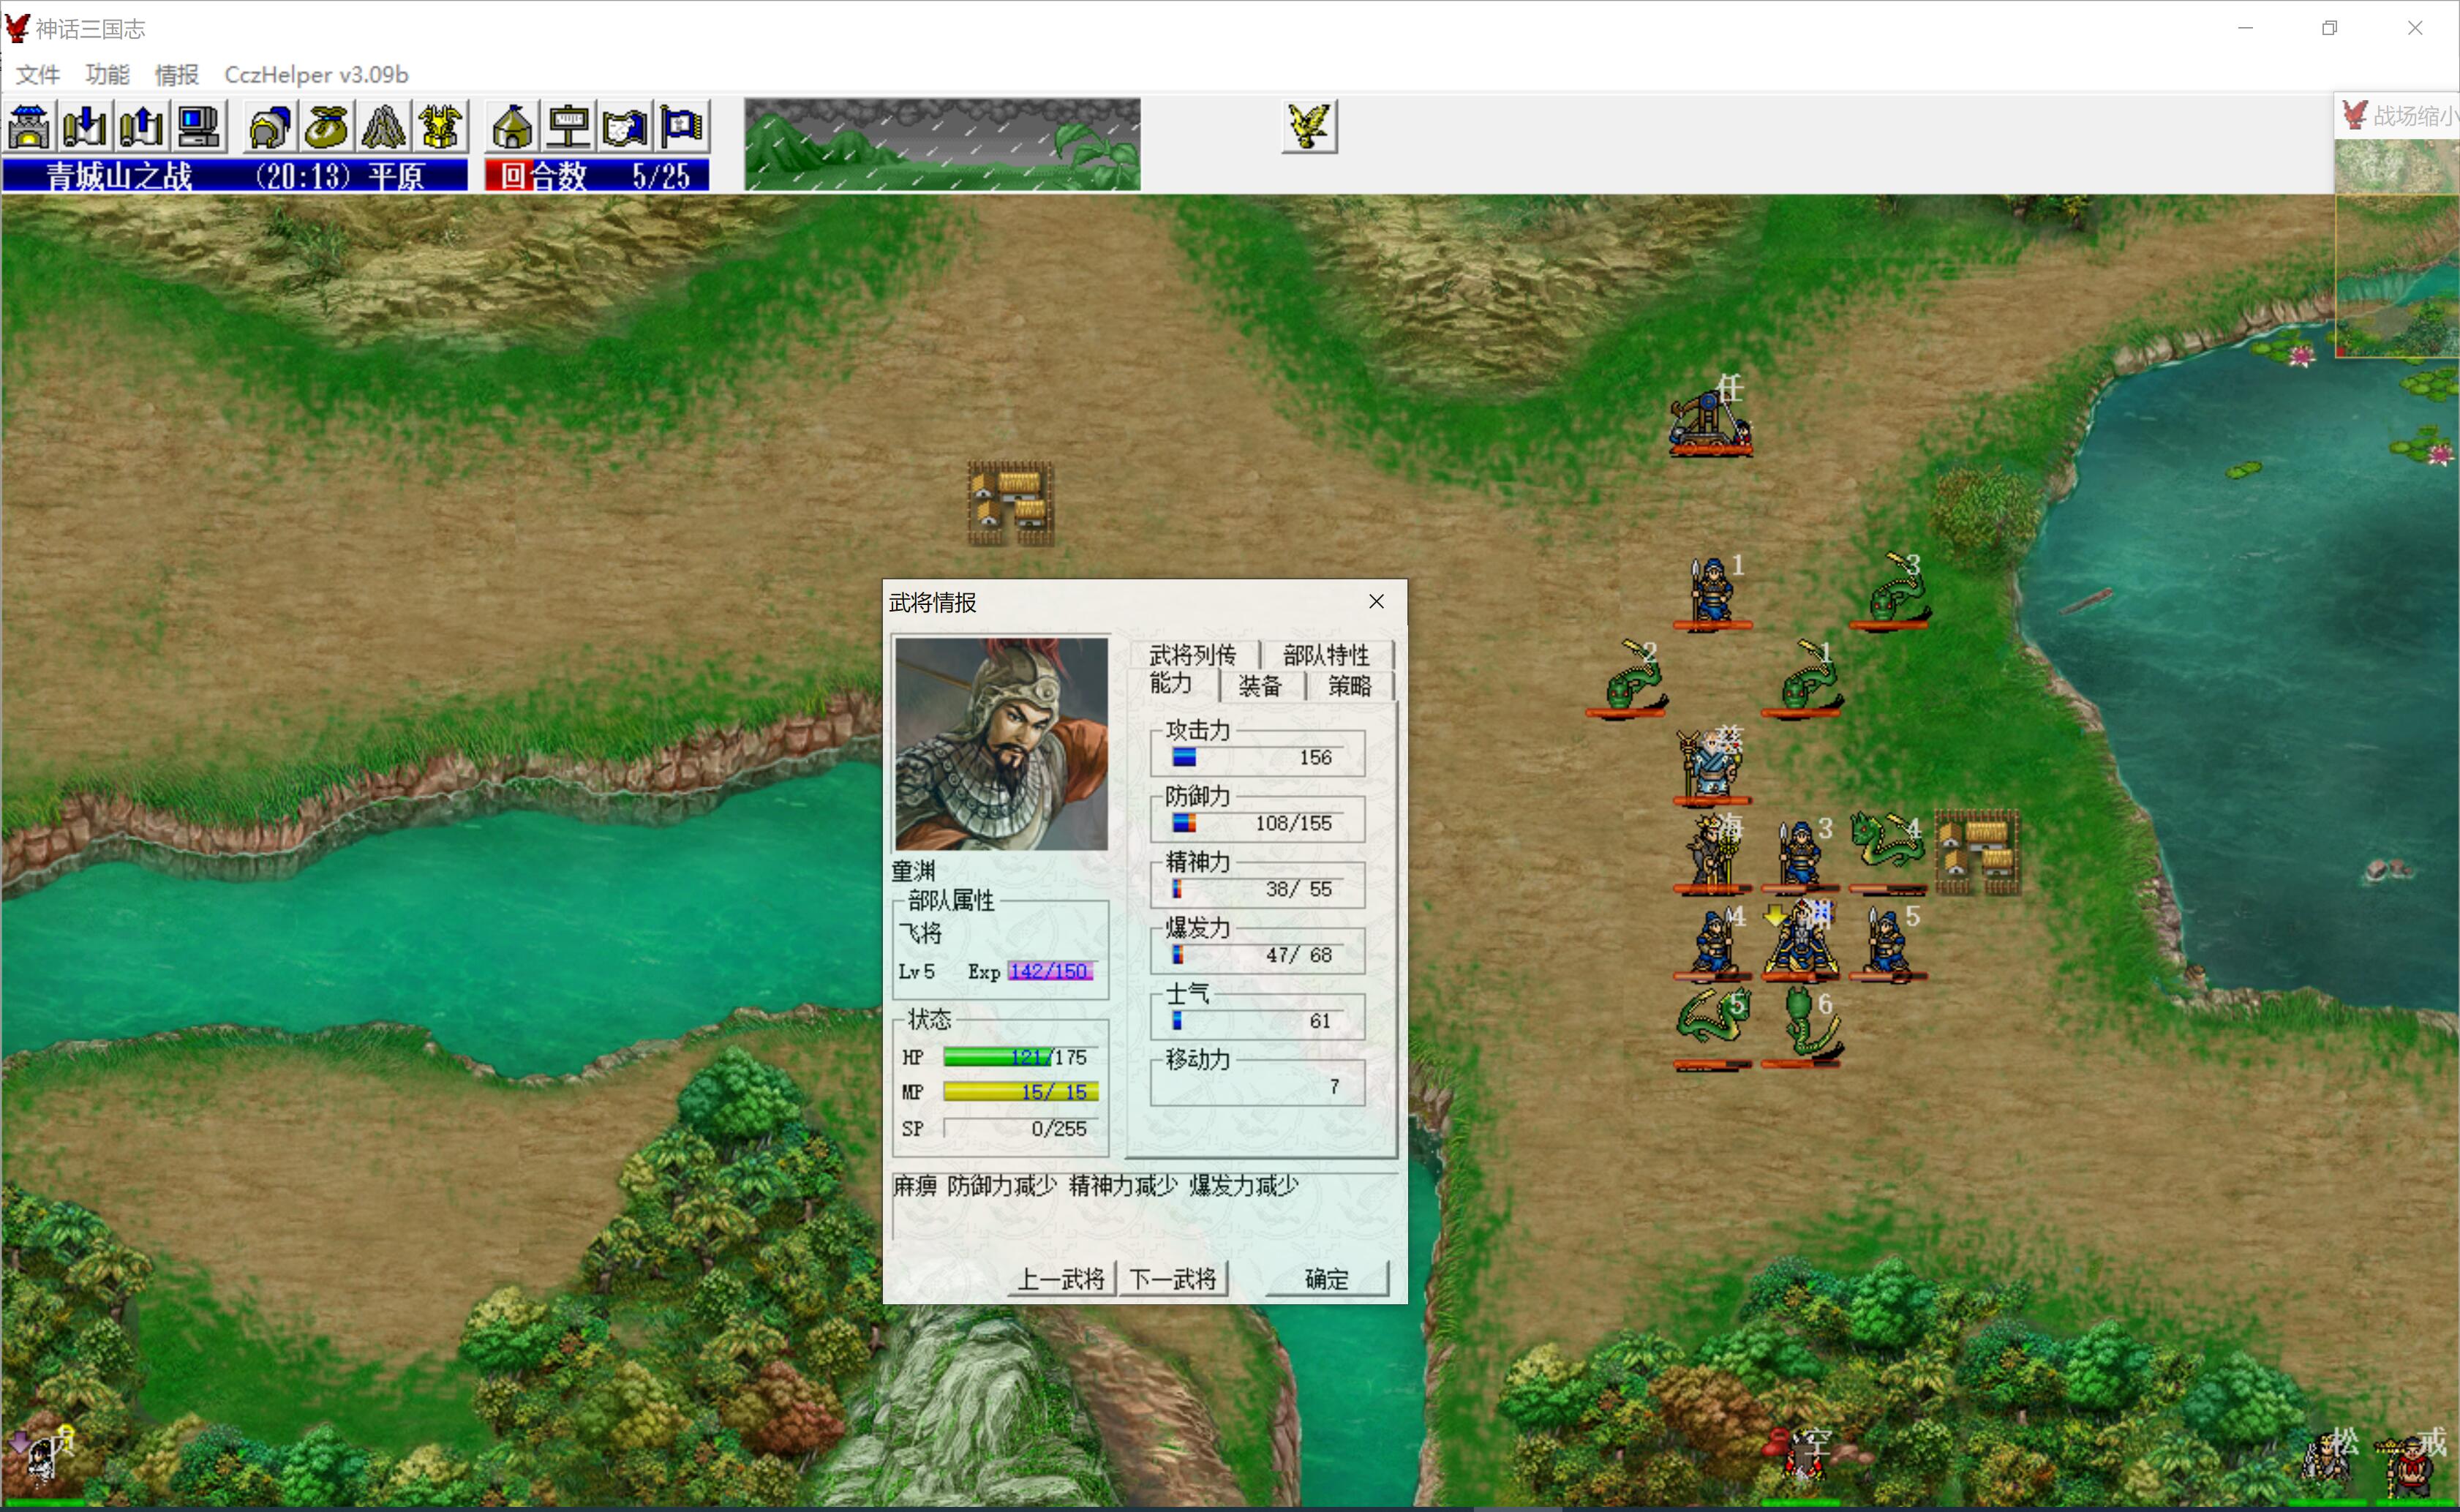 神话三国志
文件 功能 情报 CczHelper v3.09b
青城山之战 (20:13) 平原
回合数 5/25
战场缩小
任
1
3
2
1
慈
海
3
4
4
渊
5
5
6
武将情报
武将列传 部队特性
能力 装备 策略
攻击力
156
防御力
108/155
精神力
38/ 55
爆发力
47/ 68
士气
61
移动力
7
童渊
部队属性
飞将
Lv 5 Exp 142/150
状态
HP 121/175
MP 15/ 15
SP 0/255
麻痹 防御力减少 精神力减少 爆发力减少
上一武将 下一武将 确定
贞
空
松
戒